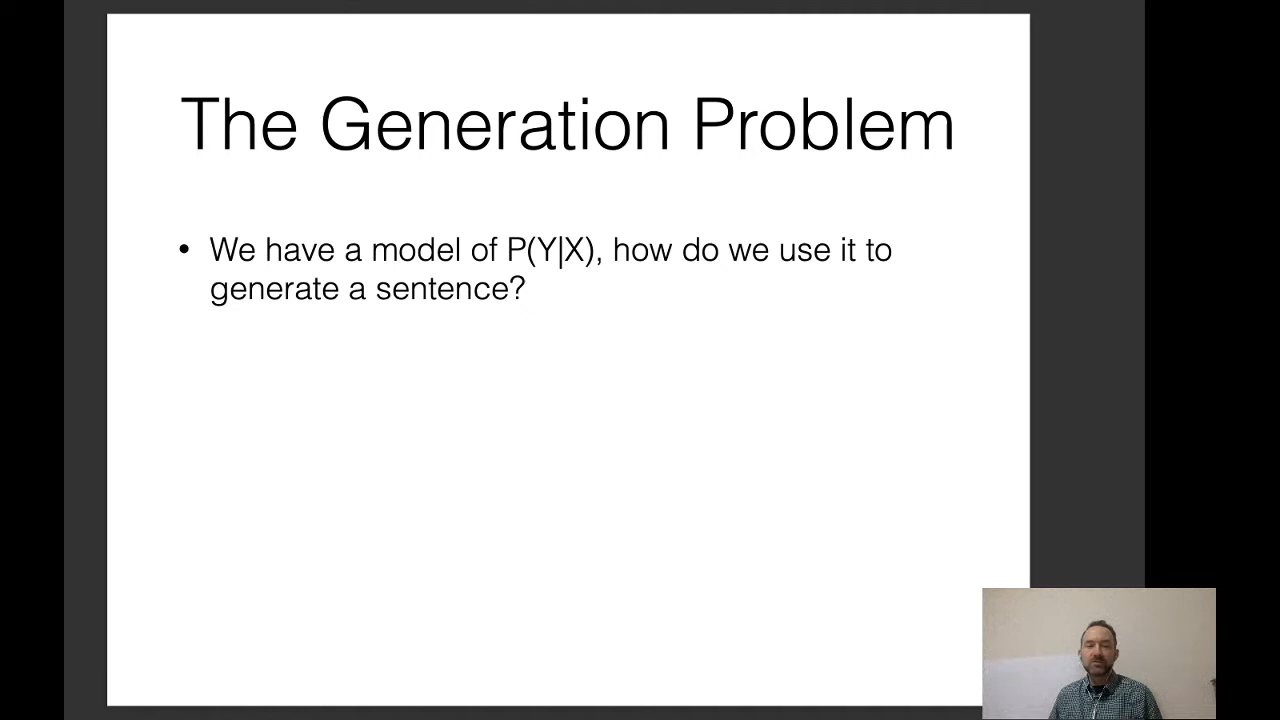 The Generation Problem
• We have a model of P(Y|X), how do we use it to
generate a sentence?